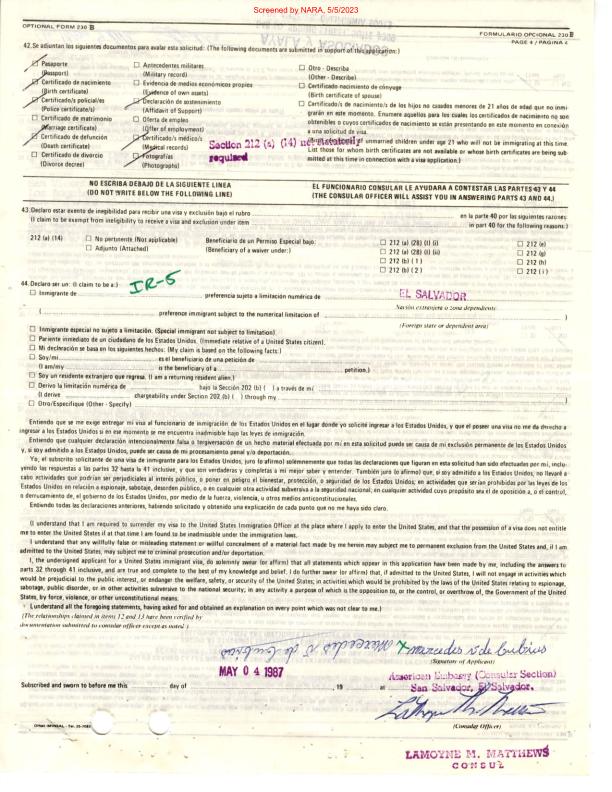 Screened by NARA, 5/5/2023
OPTIONAL FORM 230 B
FORMULARIO OPCIONAL 230 B
PAGE 4 / PAGINA 4
42. Se adjuntan los siguientes documentos para avalar esta solicitud: (The following documents are submitted in support of this application:)
☐ Pasaporte
(Passport)
☐ Certificado de nacimiento
(Birth certificate)
☐ Certificado/s policial/es
(Police certificate/s)
☐ Certificado de matrimonio
(Marriage certificate)
☐ Certificado de defunción
(Death certificate)
☐ Certificado de divorcio
(Divorce decree)
☐ Antecedentes militares
(Military record)
☐ Evidencia de medios económicos propios
(Evidence of own assets)
☐ Declaración de sostenimiento
(Affidavit of Support)
☐ Oferta de empleo
(Offer of employment)
☐ Certificado/s médico/s
(Medical records)
☐ Fotografías
(Photographs)
☐ Otro - Describa
(Other - Describe)
☐ Certificado nacimiento de cónyuge
(Birth certificate of spouse)
☐ Certificado/s de nacimiento/s de los hijos no casados menores de 21 años de edad que no inmi-
grarán en este momento. Enumere aquellos para los cuales los certificados de nacimiento no son
obtenibles o cuyos certificados de nacimiento se están presentando en este momento en conexión
a una solicitud de visa.
of unmarried children under age 21 who will not be immigrating at this time.
List those for whom birth certificates are not available or whose birth certificates are being sub-
mitted at this time in connection with a visa application.)
Section 212 (a) (14) not statutorily
required
NO ESCRIBA DEBAJO DE LA SIGUIENTE LINEA
(DO NOT WRITE BELOW THE FOLLOWING LINE)
EL FUNCIONARIO CONSULAR LE AYUDARA A CONTESTAR LAS PARTES 43 Y 44
(THE CONSULAR OFFICER WILL ASSIST YOU IN ANSWERING PARTS 43 AND 44.)
43. Declaro estar exento de inegibilidad para recibir una visa y exclusión bajo el rubro
en la parte 40 por las siguientes razones:
(I claim to be exempt from ineligibility to receive a visa and exclusion under item
in part 40 for the following reasons:)
212 (a) (14)
☐ No pertinente (Not applicable)
☐ Adjunto (Attached)
Beneficiario de un Permiso Especial bajo:
(Beneficiary of a waiver under:)
☐ 212 (a) (28) (I) (i)
☐ 212 (a) (28) (I) (ii)
☐ 212 (b) (1)
☐ 212 (b) (2)
☐ 212 (e)
☐ 212 (g)
☐ 212 (h)
☐ 212 (i)
44. Declaro ser un: (I claim to be a:)
IR-5
☐ Inmigrante de
preferencia sujeto a limitación numérica de
EL SALVADOR
Nación extranjera o zona dependiente
( preference immigrant subject to the numerical limitation of )
(Foreign state or dependent area)
☐ Inmigrante especial no sujeto a limitación. (Special immigrant not subject to limitation).
☐ Pariente inmediato de un ciudadano de los Estados Unidos. (Immediate relative of a United States citizen).
☐ Mi declaración se basa en los siguientes hechos: (My claim is based on the following facts:)
☐ Soy/mi es el beneficiario de una petición de
(I am/my is the beneficiary of a petition.)
☐ Soy un residente extranjero que regresa. (I am a returning resident alien.)
☐ Derivo la limitación numérica de bajo la Sección 202 (b) ( ) a través de mi
(I derive chargeability under Section 202 (b) ( ) through my )
☐ Otro/Especifique (Other - Specify)
Entiendo que se me exige entregar mi visa al funcionario de inmigración de los Estados Unidos en el lugar donde yo solicité ingresar a los Estados Unidos, y que el poseer una visa no me da derecho a
ingresar a los Estados Unidos si en ese momento se me encuentra inadmisible bajo las leyes de inmigración.
Entiendo que cualquier declaración intencionalmente falsa o tergiversación de un hecho material efectuada por mí en esta solicitud puede ser causa de mi exclusión permanente de los Estados Unidos
y, si soy admitido a los Estados Unidos, puede ser causa de mi procesamiento penal y/o deportación.
Yo, el subscrito solicitante de una visa de inmigrante para los Estados Unidos, juro (o afirmo) solemnemente que todas las declaraciones que figuran en esta solicitud han sido efectuadas por mí, inclu-
yendo las respuestas a las partes 32 hasta la 41 inclusive, y que son verdaderas y completas a mi mejor saber y entender. También juro (o afirmo) que, si soy admitido a los Estados Unidos, no llevaré a
cabo actividades que podrían ser perjudiciales al interés público, o poner en peligro el bienestar, protección, o seguridad de los Estados Unidos; en actividades que serían prohibidas por las leyes de los
Estados Unidos en relación a espionaje, sabotaje, desorden público, o en cualquier otra actividad subversiva a la seguridad nacional; en cualquier actividad cuyo propósito sea el de oposición a, o el control,
o derrocamiento de, el gobierno de los Estados Unidos, por medio de la fuerza, violencia, u otros medios anticonstitucionales.
Entiendo todas las declaraciones anteriores, habiendo solicitado y obtenido una explicación de cada punto que no me haya sido claro.
(I understand that I am required to surrender my visa to the United States Immigration Officer at the place where I apply to enter the United States, and that the possession of a visa does not entitle
me to enter the United States if at that time I am found to be inadmissible under the immigration laws.
I understand that any willfully false or misleading statement or willful concealment of a material fact made by me herein may subject me to permanent exclusion from the United States and, if I am
admitted to the United States, may subject me to criminal prosecution and/or deportation.
I, the undersigned applicant for a United States immigrant visa, do solemnly swear (or affirm) that all statements which appear in this application have been made by me, including the answers to
parts 32 through 41 inclusive, and are true and complete to the best of my knowledge and belief. I do further swear (or affirm) that, if admitted to the United States, I will not engage in activities which
would be prejudicial to the public interest, or endanger the welfare, safety, or security of the United States; in activities which would be prohibited by the laws of the United States relating to espionage,
sabotage, public disorder, or in other activities subversive to the national security; in any activity a purpose of which is the opposition to, or the control, or overthrow of, the Government of the United
States, by force, violence, or other unconstitutional means.
I understand all the foregoing statements, having asked for and obtained an explanation on every point which was not clear to me.)
(The relationships claimed in items 12 and 13 have been verified by
documentation submitted to consular officer except as noted:)
(Signature of Applicant)
MAY 04 1987
American Embassy (Consular Section)
San Salvador, El Salvador.
Subscribed and sworn to before me this day of , 19 at
(Consular Officer)
LAMOYNE M. MATTHEWS
CONSUL